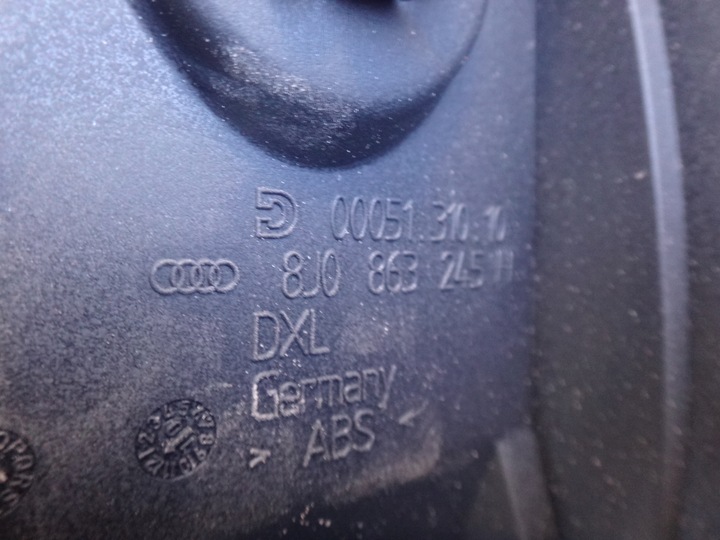 00051.310.10
8J0 863 245
DXL
Germany
> ABS <